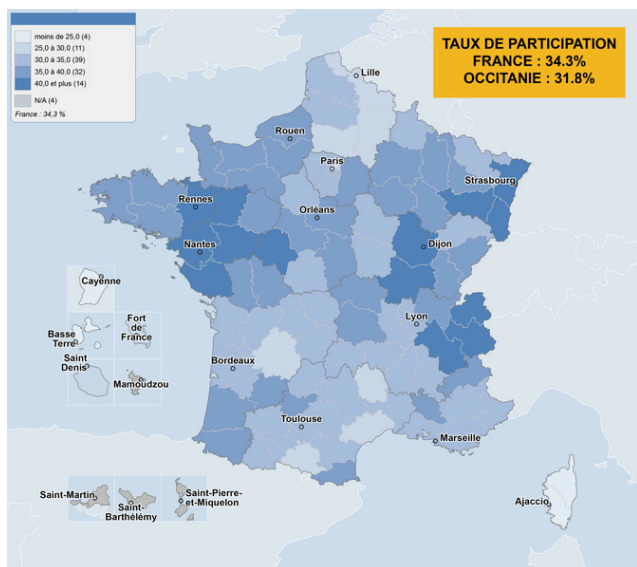 moins de 25,0 (4)
25,0 à 30,0 (11)
30,0 à 35,0 (39)
35,0 à 40,0 (32)
40,0 et plus (14)
N/A (4)
France : 34,3 %
TAUX DE PARTICIPATION
FRANCE : 34.3%
OCCITANIE : 31.8%
Lille
Rouen
Paris
Strasbourg
Rennes
Orléans
Nantes
Dijon
Cayenne
Lyon
Basse
Terre
Fort
de
France
Saint
Denis
Mamoudzou
Bordeaux
Toulouse
Marseille
Saint-Martin
Saint-
Barthélémy
Saint-Pierre-
et-Miquelon
Ajaccio